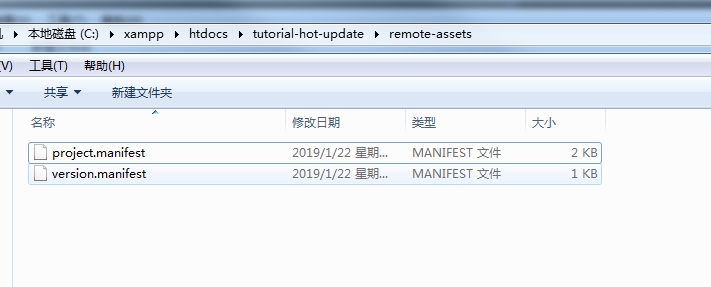 本地磁盘 (C:) ▸ xampp ▸ htdocs ▸ tutorial-hot-update ▸ remote-assets
(V) 工具(T) 帮助(H)
共享 新建文件夹
名称 修改日期 类型 大小
project.manifest 2019/1/22 星期... MANIFEST 文件 2 KB
version.manifest 2019/1/22 星期... MANIFEST 文件 1 KB